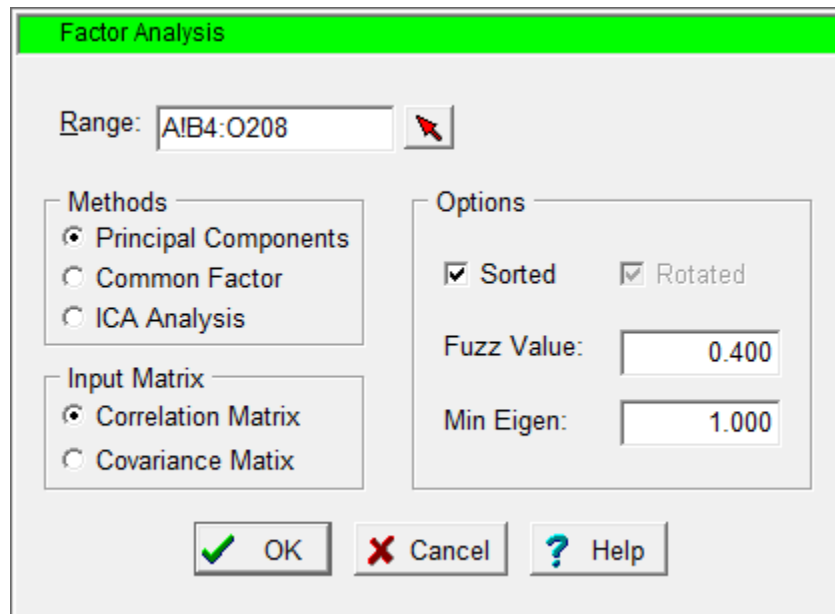 Factor Analysis
Range: A!B4:O208
Methods
Principal Components
Common Factor
ICA Analysis
Options
Sorted Rotated
Fuzz Value: 0.400
Min Eigen: 1.000
Input Matrix
Correlation Matrix
Covariance Matix
OK Cancel ? Help